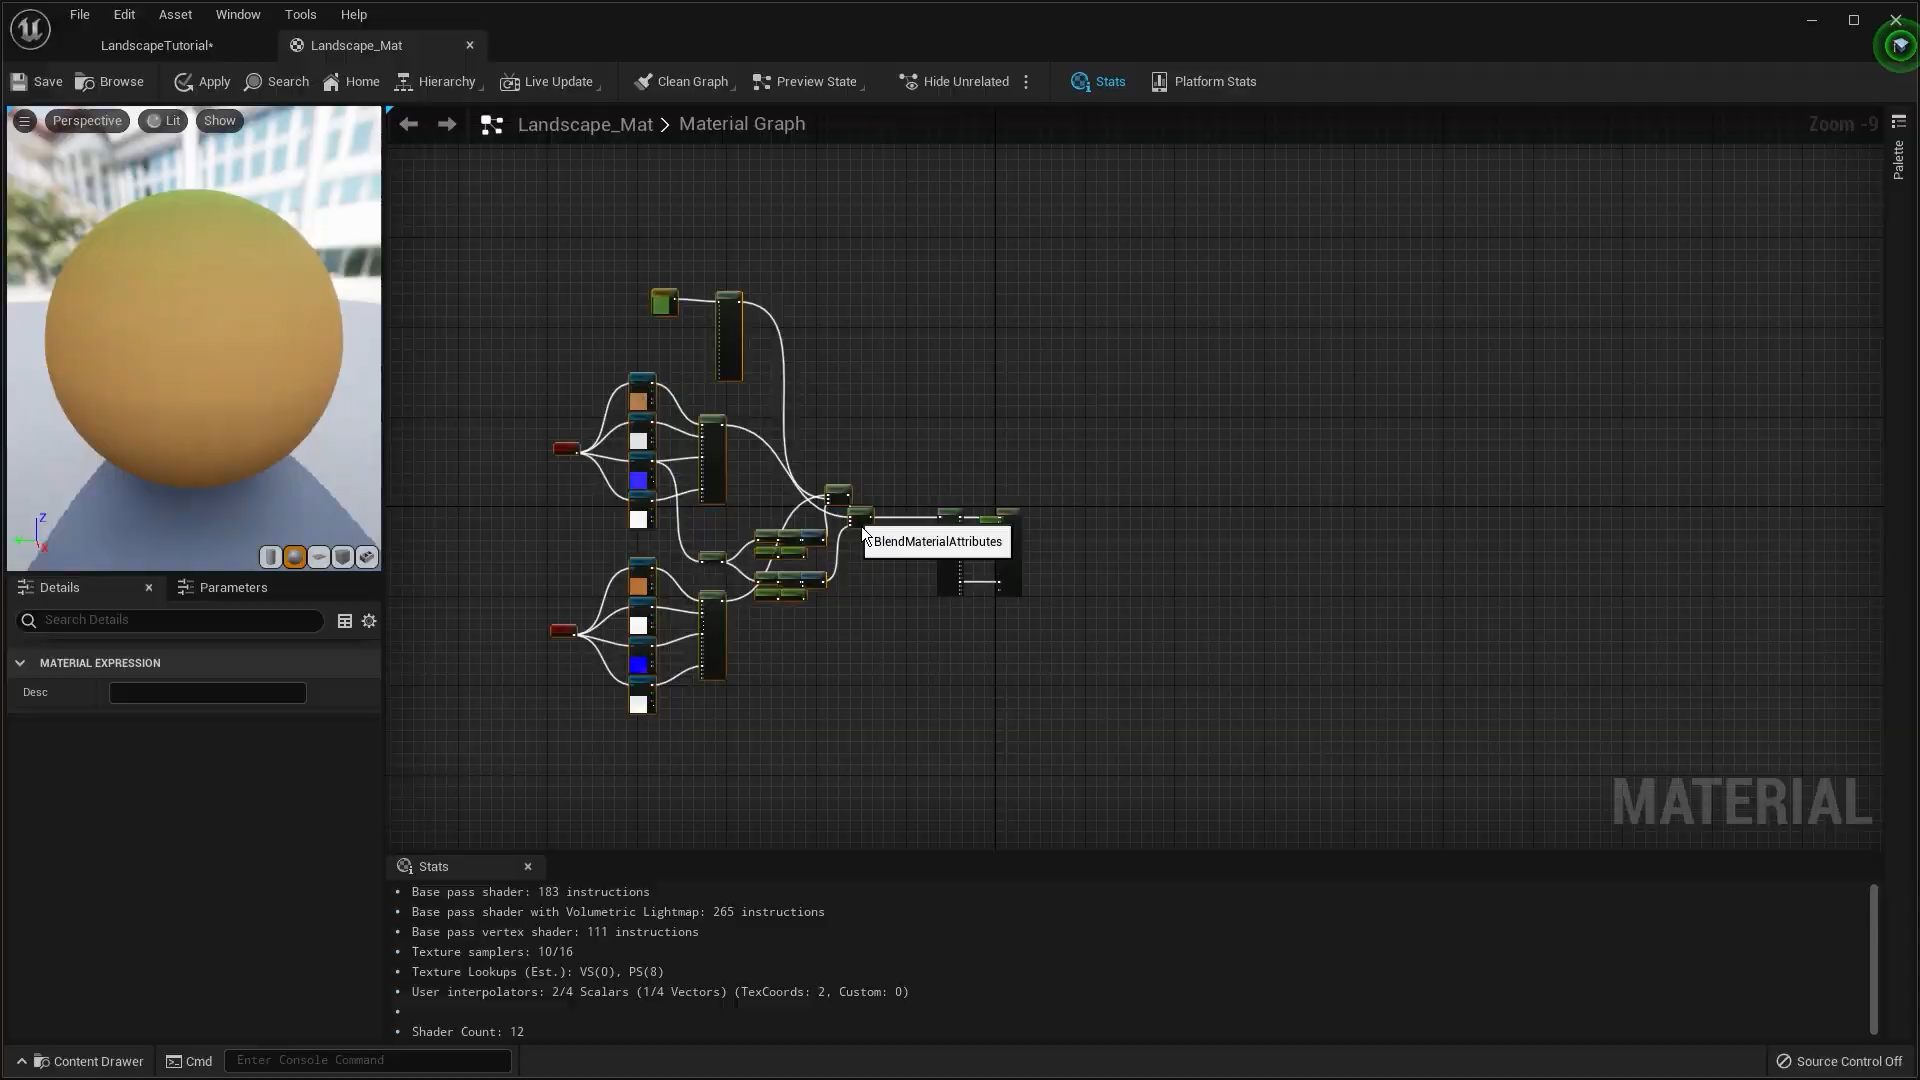 File Edit Asset Window Tools Help
LandscapeTutorial* Landscape_Mat
Save Browse Apply Search Home Hierarchy Live Update Clean Graph Preview State Hide Unrelated Stats Platform Stats
Perspective Lit Show
Landscape_Mat > Material Graph
Zoom -9
Palette
BlendMaterialAttributes
Z
X
Details Parameters
Search Details
MATERIAL EXPRESSION
Desc
MATERIAL
Stats
• Base pass shader: 183 instructions
• Base pass shader with Volumetric Lightmap: 265 instructions
• Base pass vertex shader: 111 instructions
• Texture samplers: 10/16
• Texture Lookups (Est.): VS(0), PS(8)
• User interpolators: 2/4 Scalars (1/4 Vectors) (TexCoords: 2, Custom: 0)
•
• Shader Count: 12
Content Drawer Cmd Enter Console Command Source Control Off